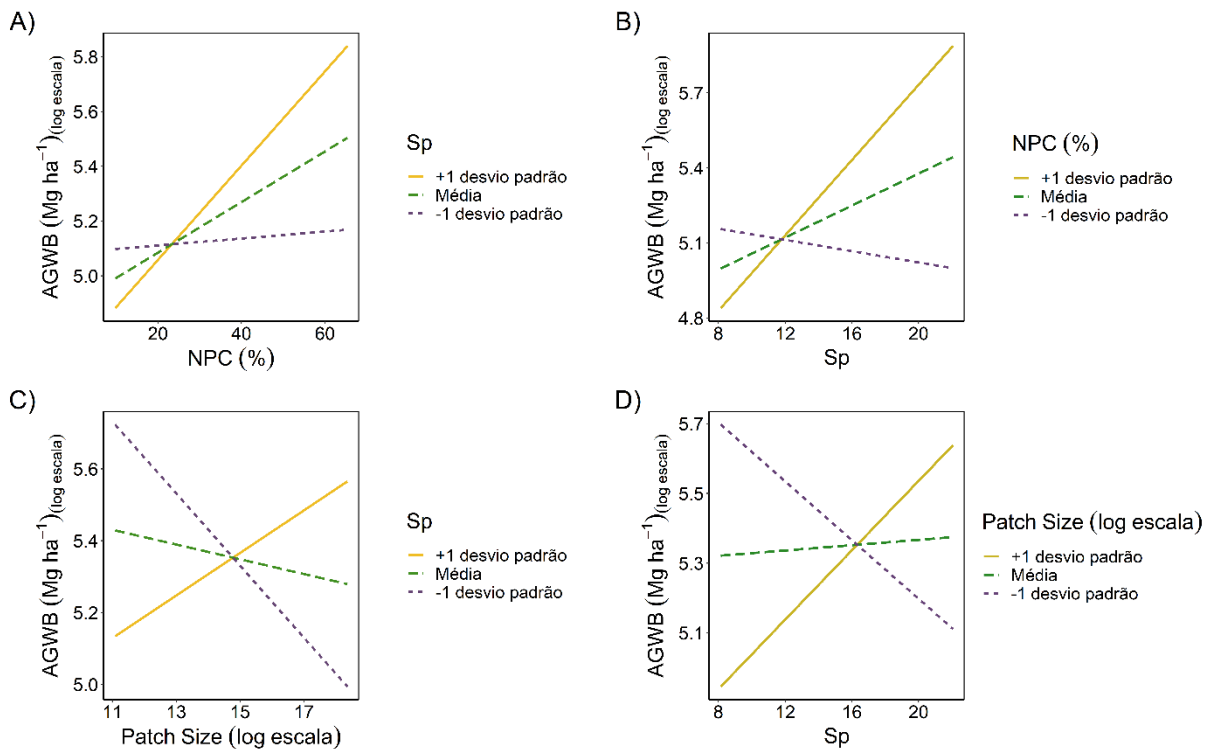 A)
AGWB (Mg ha⁻¹)(log escala)
5.8
5.6
5.4
5.2
5.0
20
40
60
NPC (%)
Sp
+1 desvio padrão
Média
-1 desvio padrão
B)
AGWB (Mg ha⁻¹)(log escala)
5.7
5.4
5.1
4.8
8
12
16
20
Sp
NPC (%)
+1 desvio padrão
Média
-1 desvio padrão
C)
AGWB (Mg ha⁻¹)(log escala)
5.6
5.4
5.2
5.0
11
13
15
17
Patch Size (log escala)
Sp
+1 desvio padrão
Média
-1 desvio padrão
D)
AGWB (Mg ha⁻¹)(log escala)
5.7
5.5
5.3
5.1
8
12
16
20
Sp
Patch Size (log escala)
+1 desvio padrão
Média
-1 desvio padrão